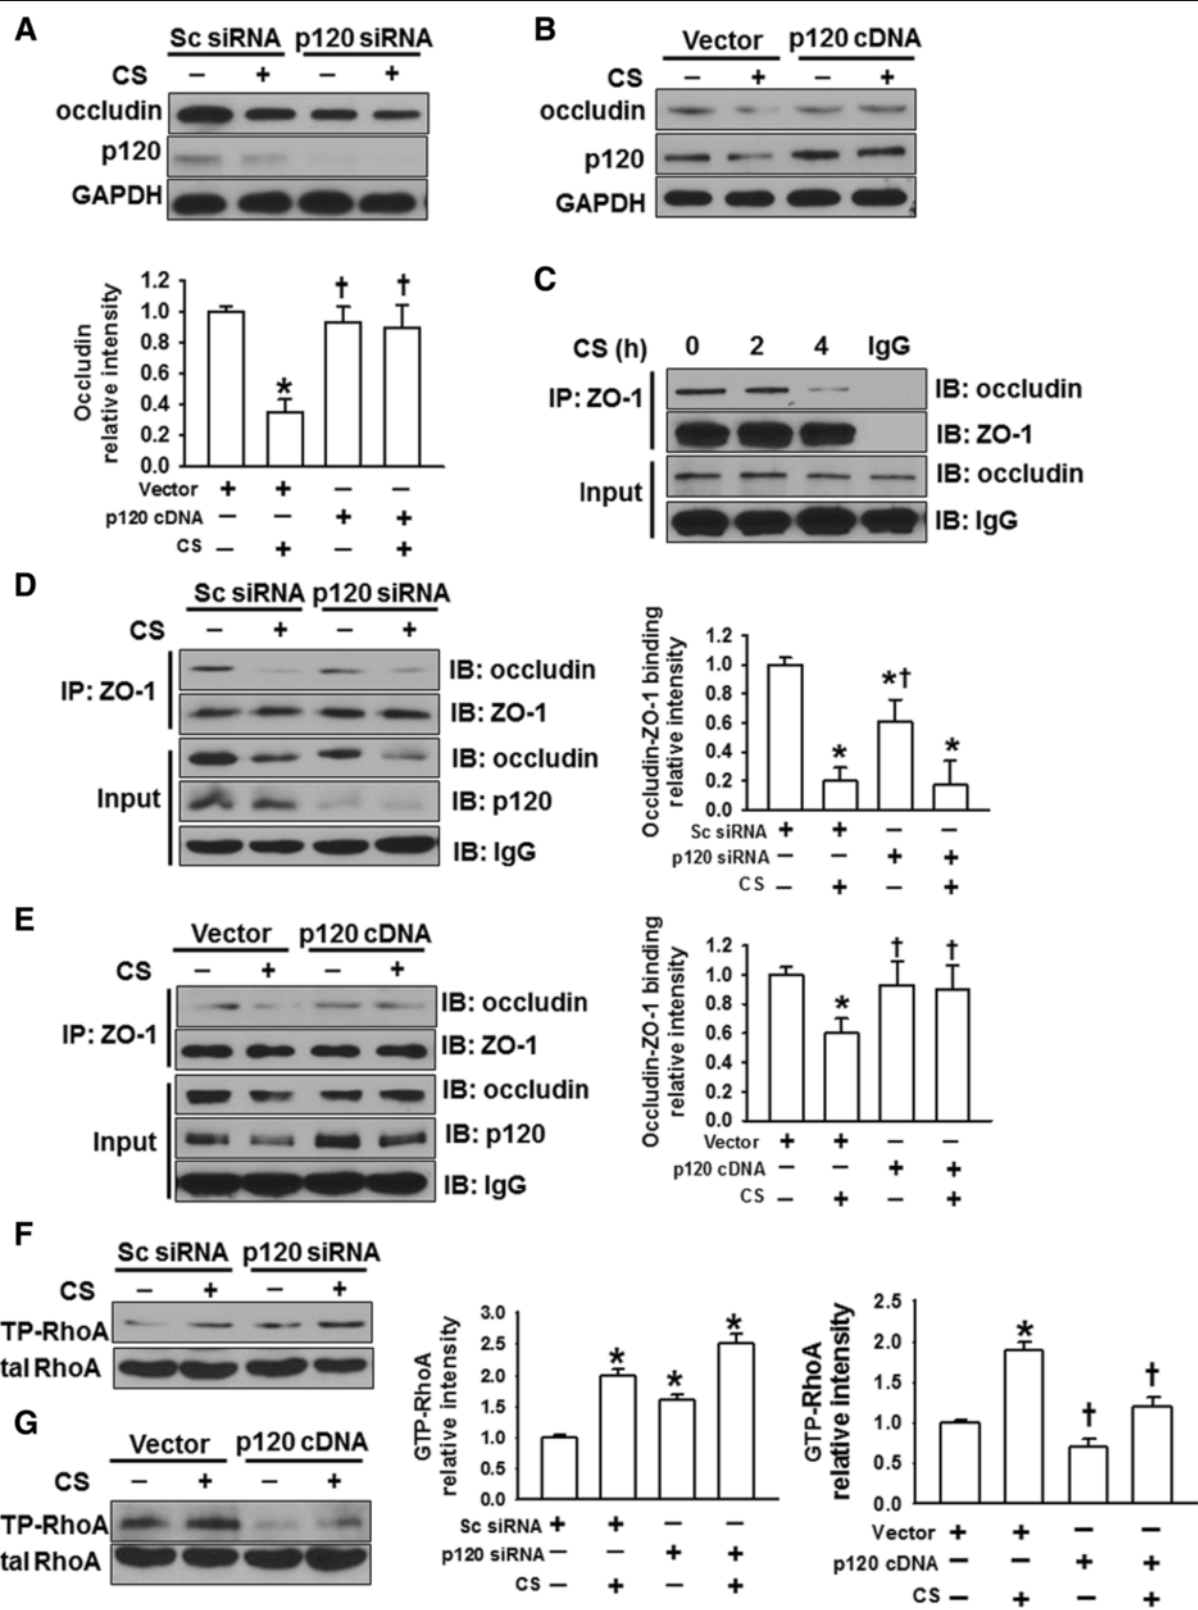 A
Sc siRNA p120 siRNA
CS – + – +
occludin
p120
GAPDH
B
Vector p120 cDNA
CS – + – +
occludin
p120
GAPDH
Occludin
relative intensity
1.2
1.0
0.8
0.6
0.4
0.2
0.0
* † †
Vector + + – –
p120 cDNA – – + +
CS – + – +
C
CS (h) 0 2 4 IgG
IP: ZO-1
IB: occludin
IB: ZO-1
Input
IB: occludin
IB: IgG
D
Sc siRNA p120 siRNA
CS – + – +
IP: ZO-1
IB: occludin
IB: ZO-1
Input
IB: occludin
IB: p120
IB: IgG
Occludin-ZO-1 binding
relative intensity
1.2
1.0
0.8
0.6
0.4
0.2
0.0
* *† *
Sc siRNA + + – –
p120 siRNA – – + +
CS – + – +
E
Vector p120 cDNA
CS – + – +
IP: ZO-1
IB: occludin
IB: ZO-1
Input
IB: occludin
IB: p120
IB: IgG
Occludin-ZO-1 binding
relative intensity
1.2
1.0
0.8
0.6
0.4
0.2
0.0
* † †
Vector + + – –
p120 cDNA – – + +
CS – + – +
F
Sc siRNA p120 siRNA
CS – + – +
TP-RhoA
tal RhoA
G
Vector p120 cDNA
CS – + – +
TP-RhoA
tal RhoA
GTP-RhoA
relative intensity
3.0
2.5
2.0
1.5
1.0
0.5
0.0
* * *
Sc siRNA + + – –
p120 siRNA – – + +
CS – + – +
GTP-RhoA
relative intensity
2.5
2.0
1.5
1.0
0.5
0.0
* † †
Vector + + – –
p120 cDNA – – + +
CS – + – +